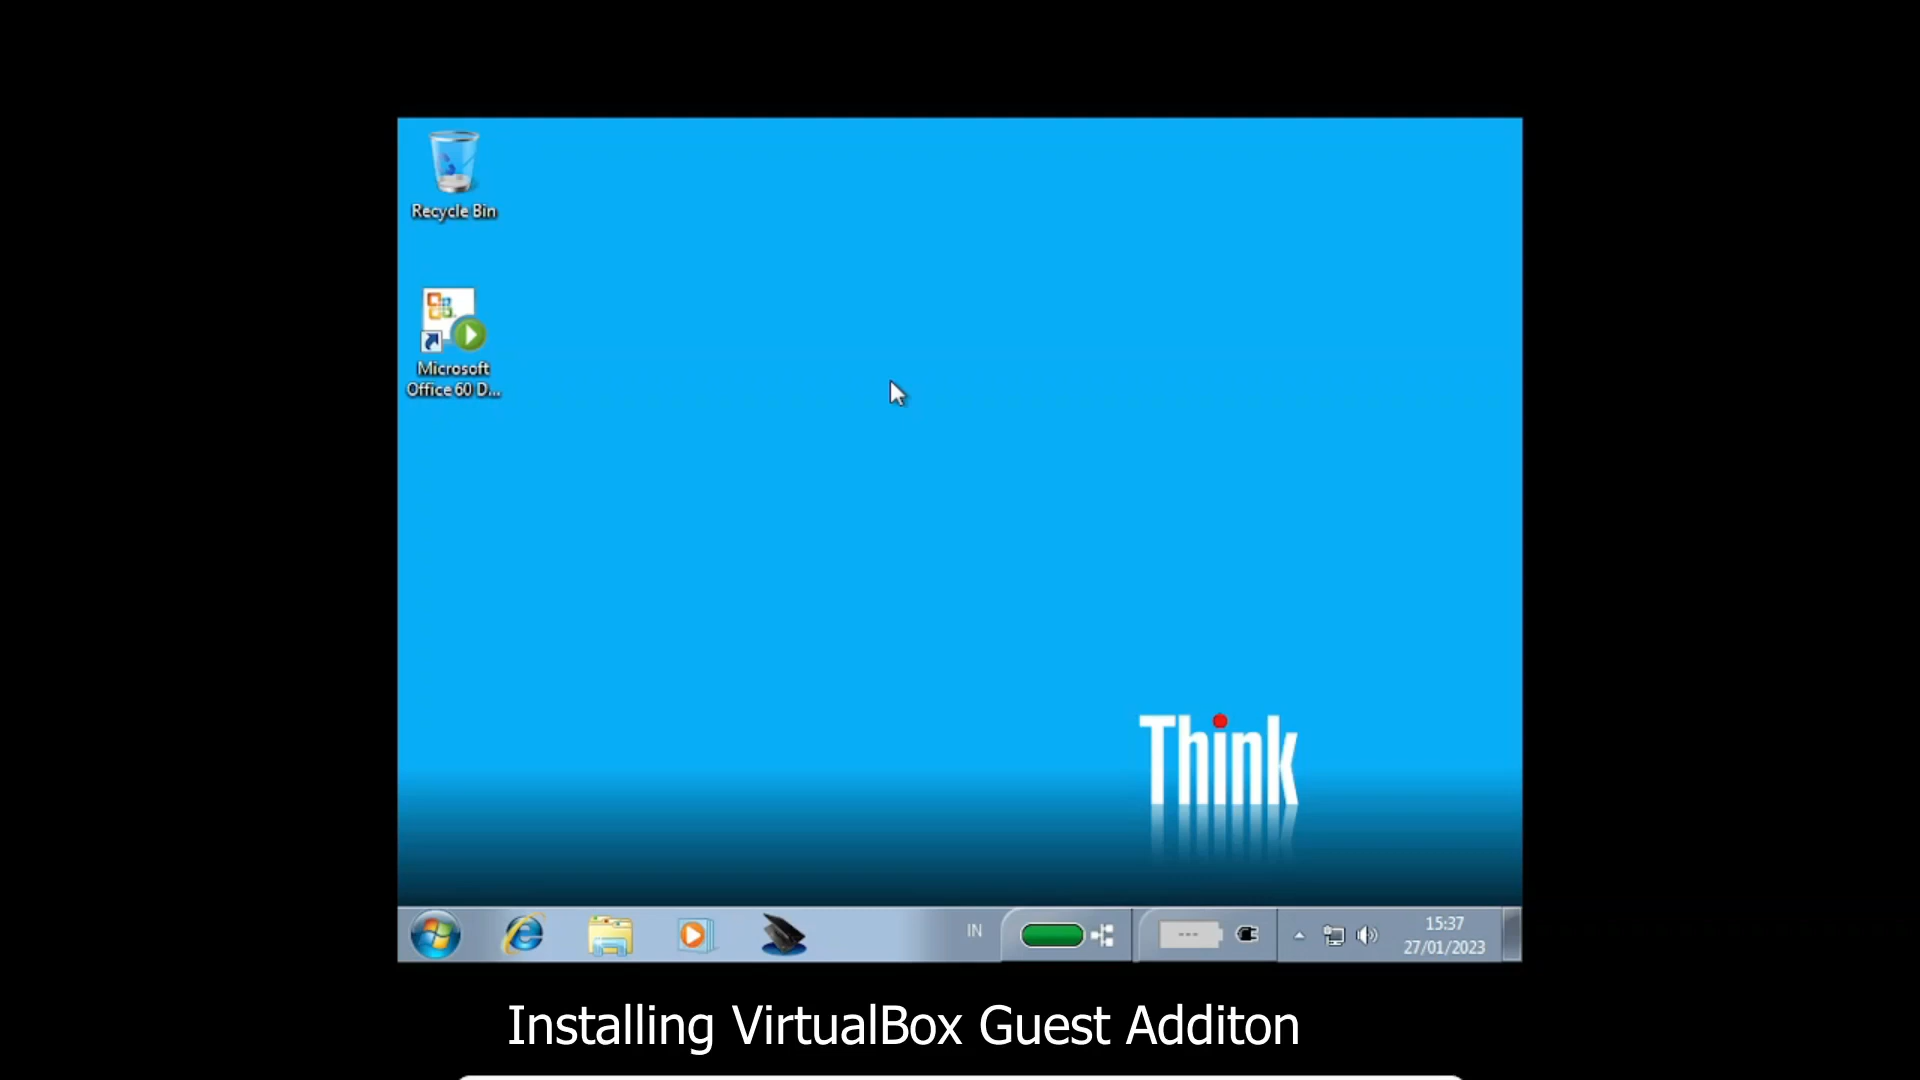 Recycle Bin
Microsoft
Office 60 D...
Think
IN
---
15:37
27/01/2023
Installing VirtualBox Guest Additon